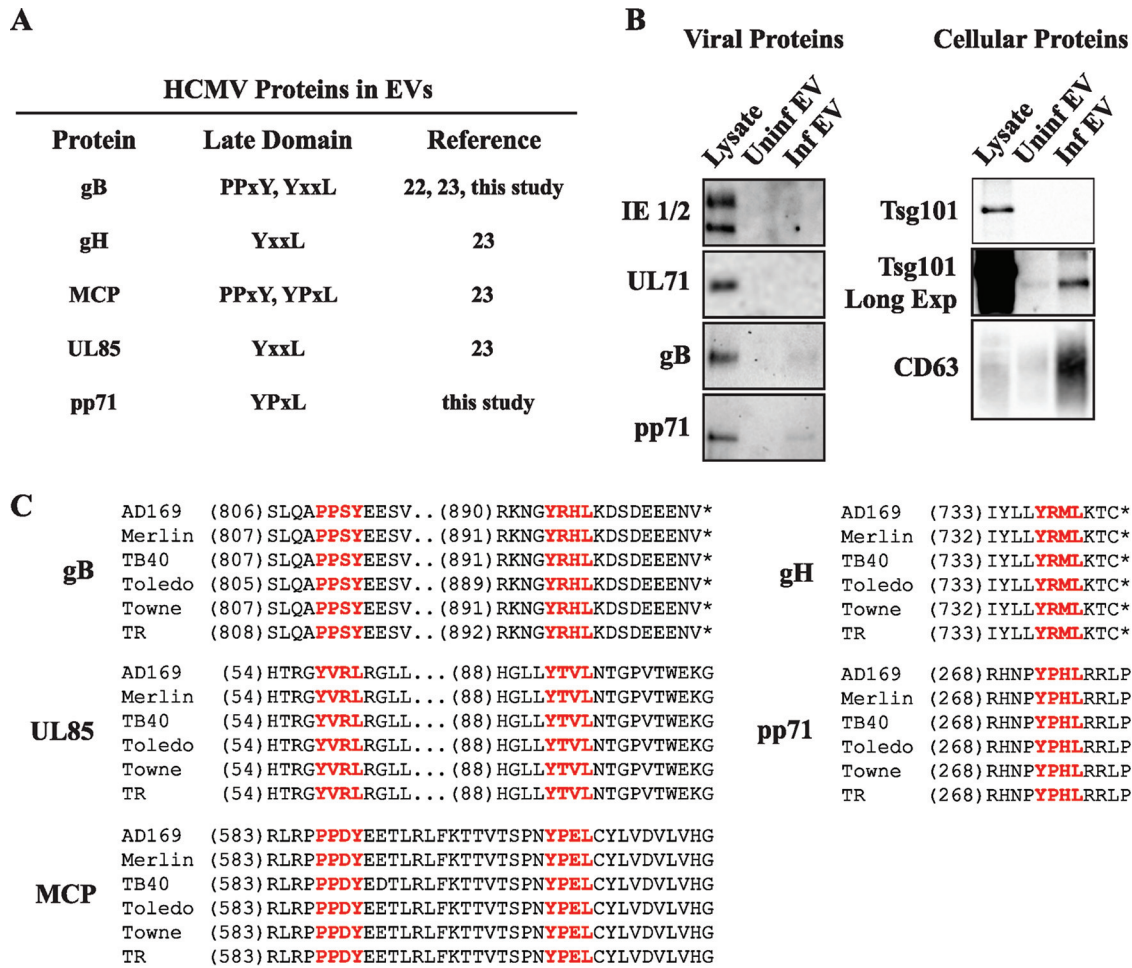 A
HCMV Proteins in EVs
Protein Late Domain Reference
gB PPxY, YxxL 22, 23, this study
gH YxxL 23
MCP PPxY, YPxL 23
UL85 YxxL 23
pp71 YPxL this study
B
Viral Proteins
Lysate Uninf EV Inf EV
IE 1/2
UL71
gB
pp71
Cellular Proteins
Lysate Uninf EV Inf EV
Tsg101
Tsg101
Long Exp
CD63
C
gB
AD169 (806)SLQAPPSYEESV..(890)RKNGYRHLKDSDEEENV*
Merlin (807)SLQAPPSYEESV..(891)RKNGYRHLKDSDEEENV*
TB40 (807)SLQAPPSYEESV..(891)RKNGYRHLKDSDEEENV*
Toledo (805)SLQAPPSYEESV..(889)RKNGYRHLKDSDEEENV*
Towne (807)SLQAPPSYEESV..(891)RKNGYRHLKDSDEEENV*
TR (808)SLQAPPSYEESV..(892)RKNGYRHLKDSDEEENV*
gH
AD169 (733)IYLLYRMLKTC*
Merlin (732)IYLLYRMLKTC*
TB40 (733)IYLLYRMLKTC*
Toledo (733)IYLLYRMLKTC*
Towne (732)IYLLYRMLKTC*
TR (733)IYLLYRMLKTC*
UL85
AD169 (54)HTRGYVRLRGLL...(88)HGLLYTVLNTGPVTWEKG
Merlin (54)HTRGYVRLRGLL...(88)HGLLYTVLNTGPVTWEKG
TB40 (54)HTRGYVRLRGLL...(88)HGLLYTVLNTGPVTWEKG
Toledo (54)HTRGYVRLRGLL...(88)HGLLYTVLNTGPVTWEKG
Towne (54)HTRGYVRLRGLL...(88)HGLLYTVLNTGPVTWEKG
TR (54)HTRGYVRLRGLL...(88)HGLLYTVLNTGPVTWEKG
pp71
AD169 (268)RHNPYPHLRRLP
Merlin (268)RHNPYPHLRRLP
TB40 (268)RHNPYPHLRRLP
Toledo (268)RHNPYPHLRRLP
Towne (268)RHNPYPHLRRLP
TR (268)RHNPYPHLRRLP
MCP
AD169 (583)RLRPPPDYEETLRLFKTTVTSPNYPELCYLVDVLVHG
Merlin (583)RLRPPPDYEETLRLFKTTVTSPNYPELCYLVDVLVHG
TB40 (583)RLRPPPDYEDTLRLFKTTVTSPNYPELCYLVDVLVHG
Toledo (583)RLRPPPDYEETLRLFKTTVTSPNYPELCYLVDVLVHG
Towne (583)RLRPPPDYEETLRLFKTTVTSPNYPELCYLVDVLVHG
TR (583)RLRPPPDYEETLRLFKTTVTSPNYPELCYLVDVLVHG